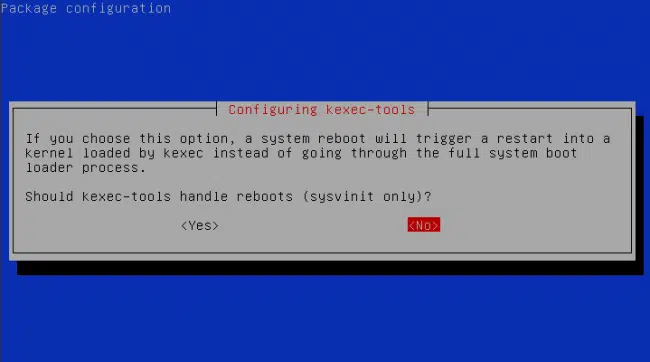 Package configuration
Configuring kexec-tools
If you choose this option, a system reboot will trigger a restart into a
kernel loaded by kexec instead of going through the full system boot
loader process.
Should kexec-tools handle reboots (sysvinit only)?
<Yes> <No>